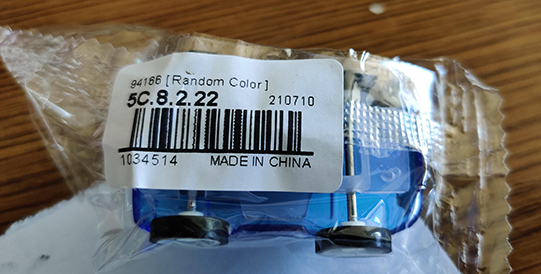 94166 [Random Color]
5C.8.2.22 210710
1034514 MADE IN CHINA